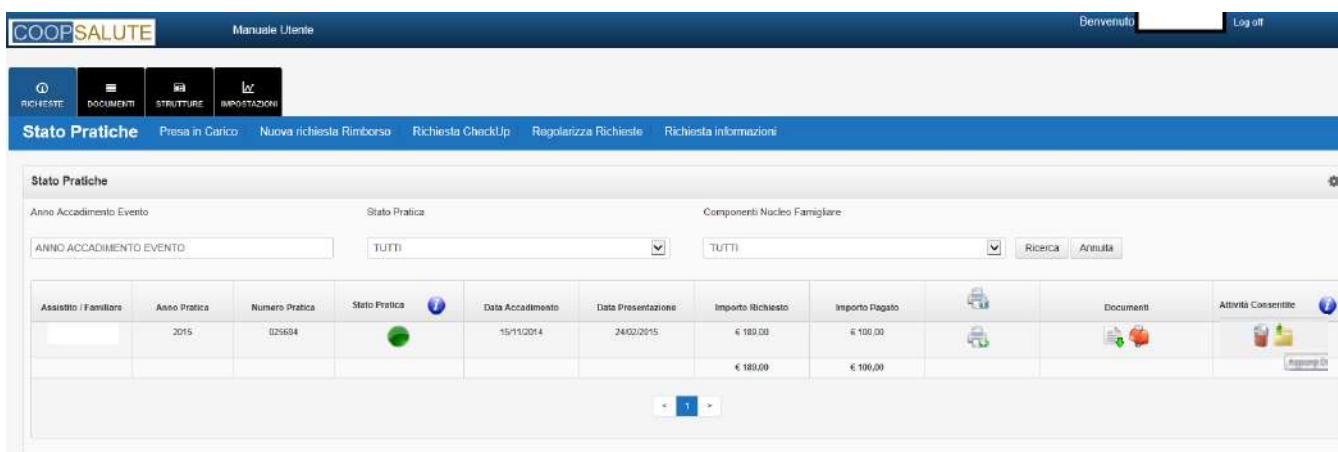 COOPSALUTE Manuale Utente Benvenuto Log off
RICHIESTE DOCUMENTI STRUTTURE IMPOSTAZIONI
Stato Pratiche Presa in Carico Nuova richiesta Rimborso Richiesta CheckUp Regolarizza Richieste Richiesta informazioni
Stato Pratiche
Anno Accadimento Evento Stato Pratica Componenti Nucleo Famigliare
ANNO ACCADIMENTO EVENTO TUTTI TUTTI Ricerca Annulla
Assistito / Familiare Anno Pratica Numero Pratica Stato Pratica Data Accadimento Data Presentazione Importo Richiesto Importo Pagato Documenti Attività Consentite
2015 025684 15/11/2014 24/02/2015 € 189,00 € 100,00
€ 189,00 € 100,00
Aggiungi
< 1 >